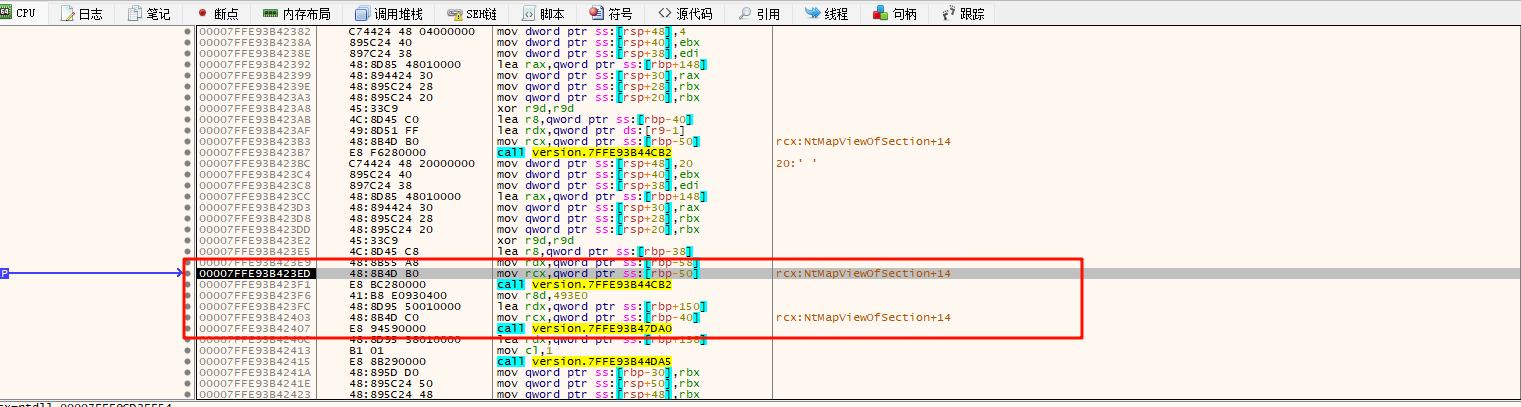 CPU 日志 笔记 断点 内存布局 调用堆栈 SEH链 脚本 符号 源代码 引用 线程 句柄 跟踪
00007FFE93B42382 C74424 48 04000000 mov dword ptr ss:[rsp+48],4
00007FFE93B4238A 895C24 40 mov dword ptr ss:[rsp+40],ebx
00007FFE93B4238E 897C24 38 mov dword ptr ss:[rsp+38],edi
00007FFE93B42392 48:8D85 48010000 lea rax,qword ptr ss:[rbp+148]
00007FFE93B42399 48:894424 30 mov qword ptr ss:[rsp+30],rax
00007FFE93B4239E 48:895C24 28 mov qword ptr ss:[rsp+28],rbx
00007FFE93B423A3 48:895C24 20 mov qword ptr ss:[rsp+20],rbx
00007FFE93B423A8 45:33C9 xor r9d,r9d
00007FFE93B423AB 4C:8D45 C0 lea r8,qword ptr ss:[rbp-40]
00007FFE93B423AF 49:8D51 FF lea rdx,qword ptr ds:[r9-1]
00007FFE93B423B3 48:8B4D B0 mov rcx,qword ptr ss:[rbp-50] rcx:NtMapViewOfSection+14
00007FFE93B423B7 E8 F6280000 call version.7FFE93B44CB2
00007FFE93B423BC C74424 48 20000000 mov dword ptr ss:[rsp+48],20 20:' '
00007FFE93B423C4 895C24 40 mov dword ptr ss:[rsp+40],ebx
00007FFE93B423C8 897C24 38 mov dword ptr ss:[rsp+38],edi
00007FFE93B423CC 48:8D85 48010000 lea rax,qword ptr ss:[rbp+148]
00007FFE93B423D3 48:894424 30 mov qword ptr ss:[rsp+30],rax
00007FFE93B423D8 48:895C24 28 mov qword ptr ss:[rsp+28],rbx
00007FFE93B423DD 48:895C24 20 mov qword ptr ss:[rsp+20],rbx
00007FFE93B423E2 45:33C9 xor r9d,r9d
00007FFE93B423E5 4C:8D45 C8 lea r8,qword ptr ss:[rbp-38]
00007FFE93B423E9 48:8B55 A8 mov rdx,qword ptr ss:[rbp-58]
00007FFE93B423ED 48:8B4D B0 mov rcx,qword ptr ss:[rbp-50] rcx:NtMapViewOfSection+14
00007FFE93B423F1 E8 BC280000 call version.7FFE93B44CB2
00007FFE93B423F6 41:B8 E0930400 mov r8d,493E0
00007FFE93B423FC 48:8D95 50010000 lea rdx,qword ptr ss:[rbp+150]
00007FFE93B42403 48:8B4D C0 mov rcx,qword ptr ss:[rbp-40] rcx:NtMapViewOfSection+14
00007FFE93B42407 E8 94590000 call version.7FFE93B47DA0
00007FFE93B4240C 48:8D95 38010000 lea rdx,qword ptr ss:[rbp+138]
00007FFE93B42413 B1 01 mov cl,1
00007FFE93B42415 E8 8B290000 call version.7FFE93B44DA5
00007FFE93B4241A 48:895D D0 mov qword ptr ss:[rbp-30],rbx
00007FFE93B4241E 48:895C24 50 mov qword ptr ss:[rsp+50],rbx
00007FFE93B42423 48:895C24 48 mov qword ptr ss:[rsp+48],rbx